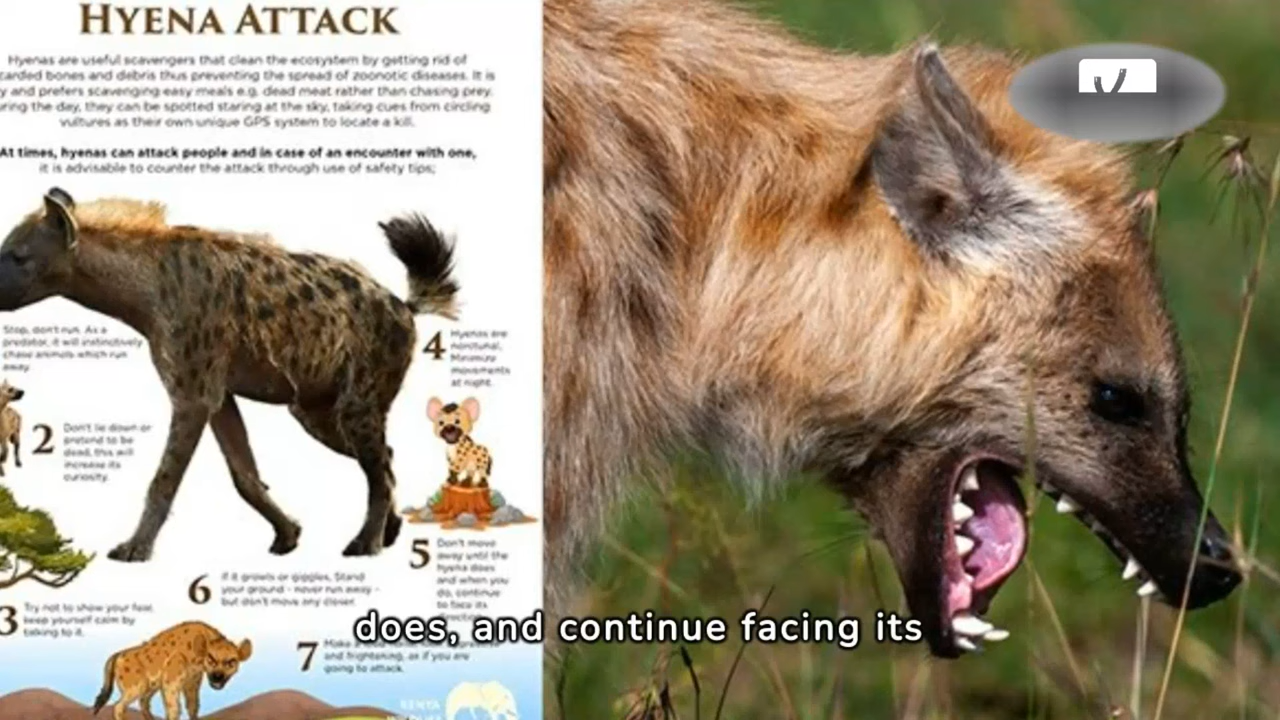 HYENA ATTACK
Hyenas are useful scavengers that clean the ecosystem by getting rid of
carded bones and debris thus preventing the spread of zoonotic diseases. It is
y and prefers scavenging easy meals e.g. dead meat rather than chasing prey.
ring the day, they can be spotted staring at the sky, taking cues from circling
vultures as their own unique GPS system to locate a kill.
At times, hyenas can attack people and in case of an encounter with one,
it is advisable to counter the attack through use of safety tips;
Stop, don't run. As a
predator, it will instinctively
chase animals which run
away.
2
Don't lie down or
pretend to be
dead, this will
increase its
curiosity.
3
Try not to show your fear,
keep yourself calm by
talking to it.
4
Hyenas are
nocturnal.
Minimize
movements
at night.
5
Don't move
away until the
hyena does
and when you
do, continue
to face its
6
If it growls or giggles, Stand
your ground - never run away -
but don't move any closer.
7
Make a
and frightening, as if you are
going to attack.
KENYA
does, and continue facing its